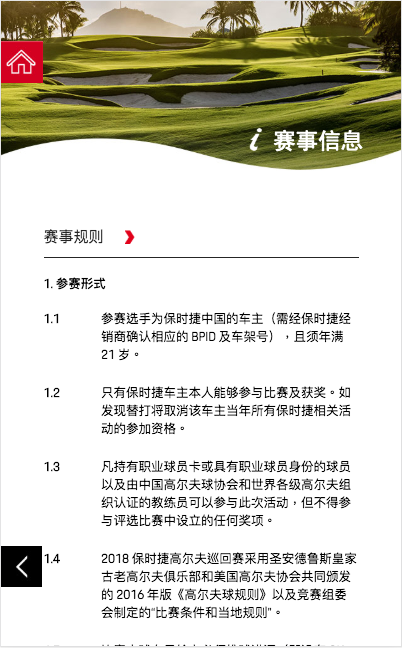 i 赛事信息
赛事规则
1. 参赛形式
1.1 参赛选手为保时捷中国的车主（需经保时捷经
销商确认相应的 BPID 及车架号），且须年满
21 岁。
1.2 只有保时捷车主本人能够参与比赛及获奖。如
发现替打将取消该车主当年所有保时捷相关活
动的参加资格。
1.3 凡持有职业球员卡或具有职业球员身份的球员
以及由中国高尔夫球协会和世界各级高尔夫组
织认证的教练员可以参与此次活动，但不得参
与评选比赛中设立的任何奖项。
1.4 2018 保时捷高尔夫巡回赛采用圣安德鲁斯皇家
古老高尔夫俱乐部和美国高尔夫协会共同颁发
的 2016 年版《高尔夫球规则》以及竞赛组委
会制定的“比赛条件和当地规则”。